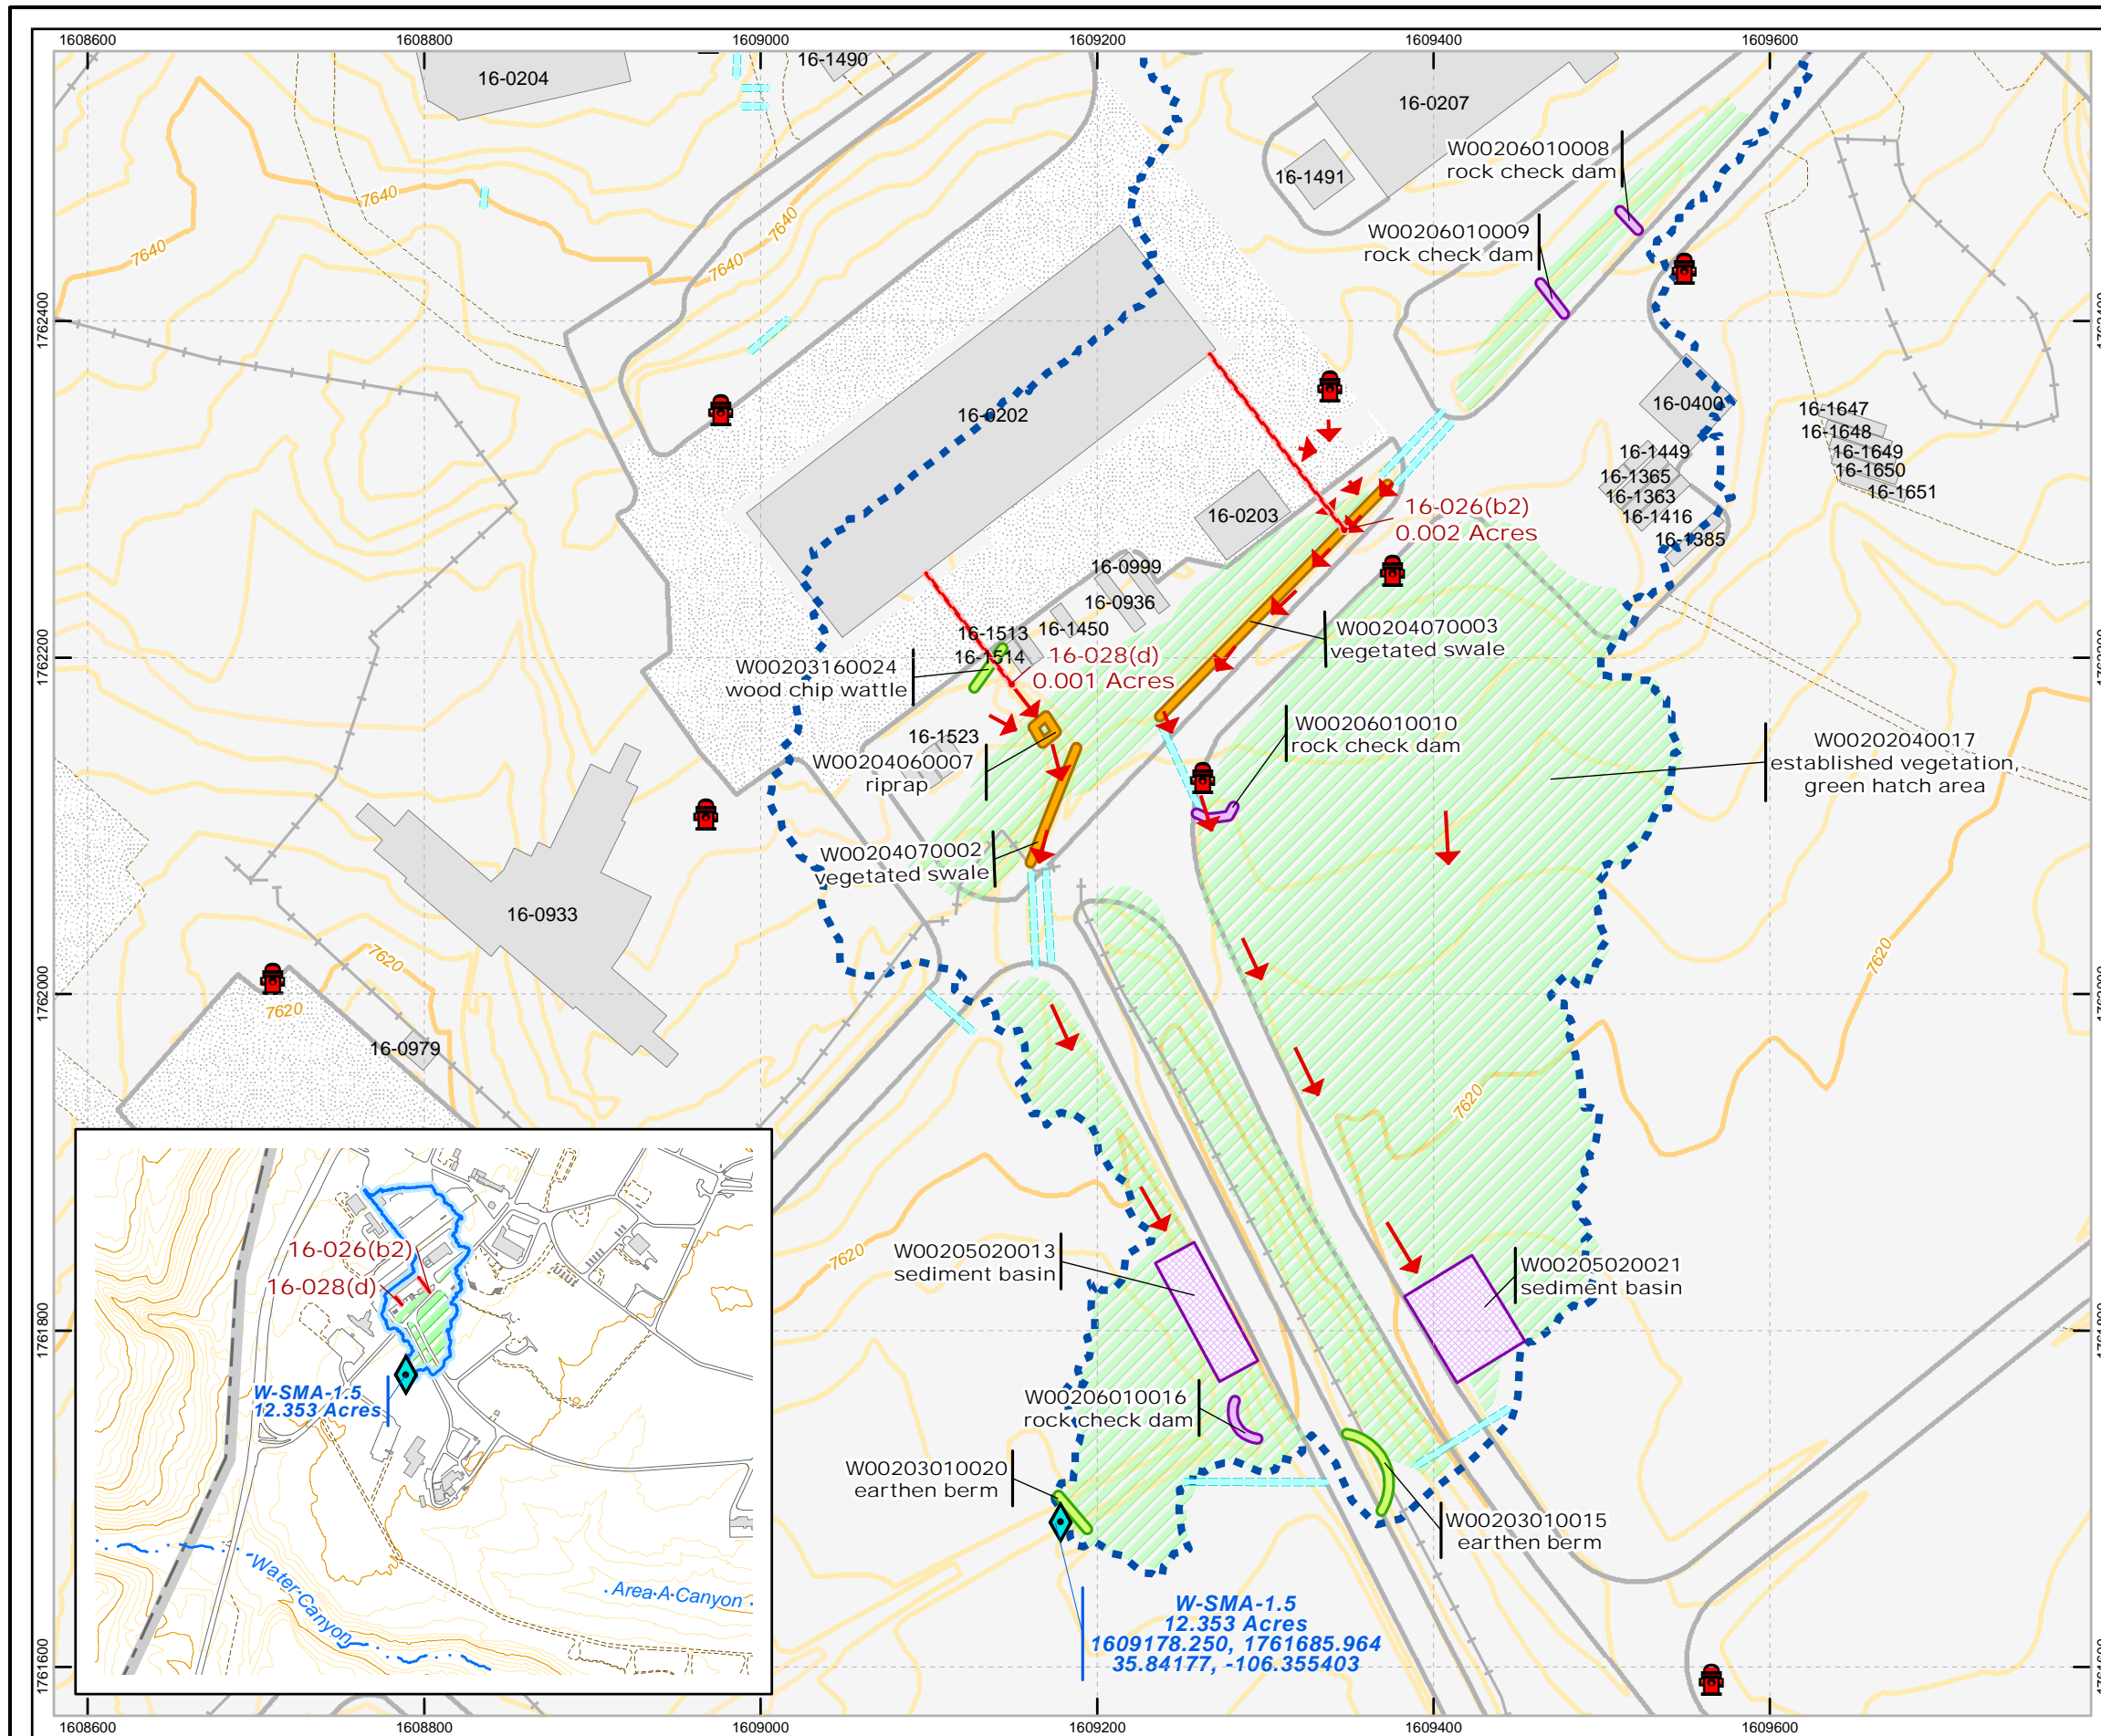 1608600
1608800
1609000
1609200
1609400
1609600
16-0204
16-1490
16-0207
W00206010008
rock check dam
16-1491
7640
7640
7640
7640
W00206010009
rock check dam
1762400
1762400
16-0202
16-0400
16-1647
16-1648
16-1649
16-1650
16-1651
16-1449
16-1365
16-1363
16-1416
16-1385
16-0203
16-026(b2)
0.002 Acres
16-0999
16-0936
16-1450
16-1513
16-1514
16-028(d)
0.001 Acres
W00204070003
vegetated swale
W00203160024
wood chip wattle
1762200
1762200
16-1523
W00204060007
riprap
W00206010010
rock check dam
W00202040017
established vegetation,
green hatch area
W00204070002
vegetated swale
16-0933
7620
7620
7620
1762000
1762000
16-0979
7620
7620
W00205020013
sediment basin
W00205020021
sediment basin
16-026(b2)
16-028(d)
W-SMA-1.5
12.353 Acres
1761800
1761800
W00206010016
rock check dam
W00203010020
earthen berm
W00203010015
earthen berm
Water Canyon
Area A Canyon
W-SMA-1.5
12.353 Acres
1609178.250, 1761685.964
35.84177, -106.355403
1761600
1761600
1608600
1608800
1609000
1609200
1609400
1609600